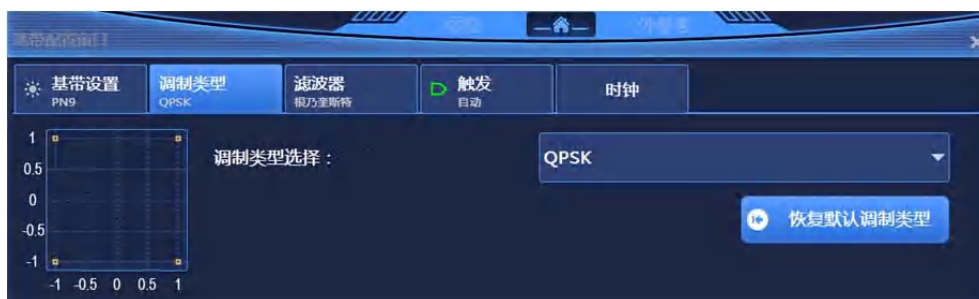 基带配置窗口
基带设置
PN9
调制类型
QPSK
滤波器
根乃奎斯特
触发
自动
时钟
1
0.5
0
-0.5
-1
-1 -0.5 0 0.5 1
调制类型选择：
QPSK
恢复默认调制类型